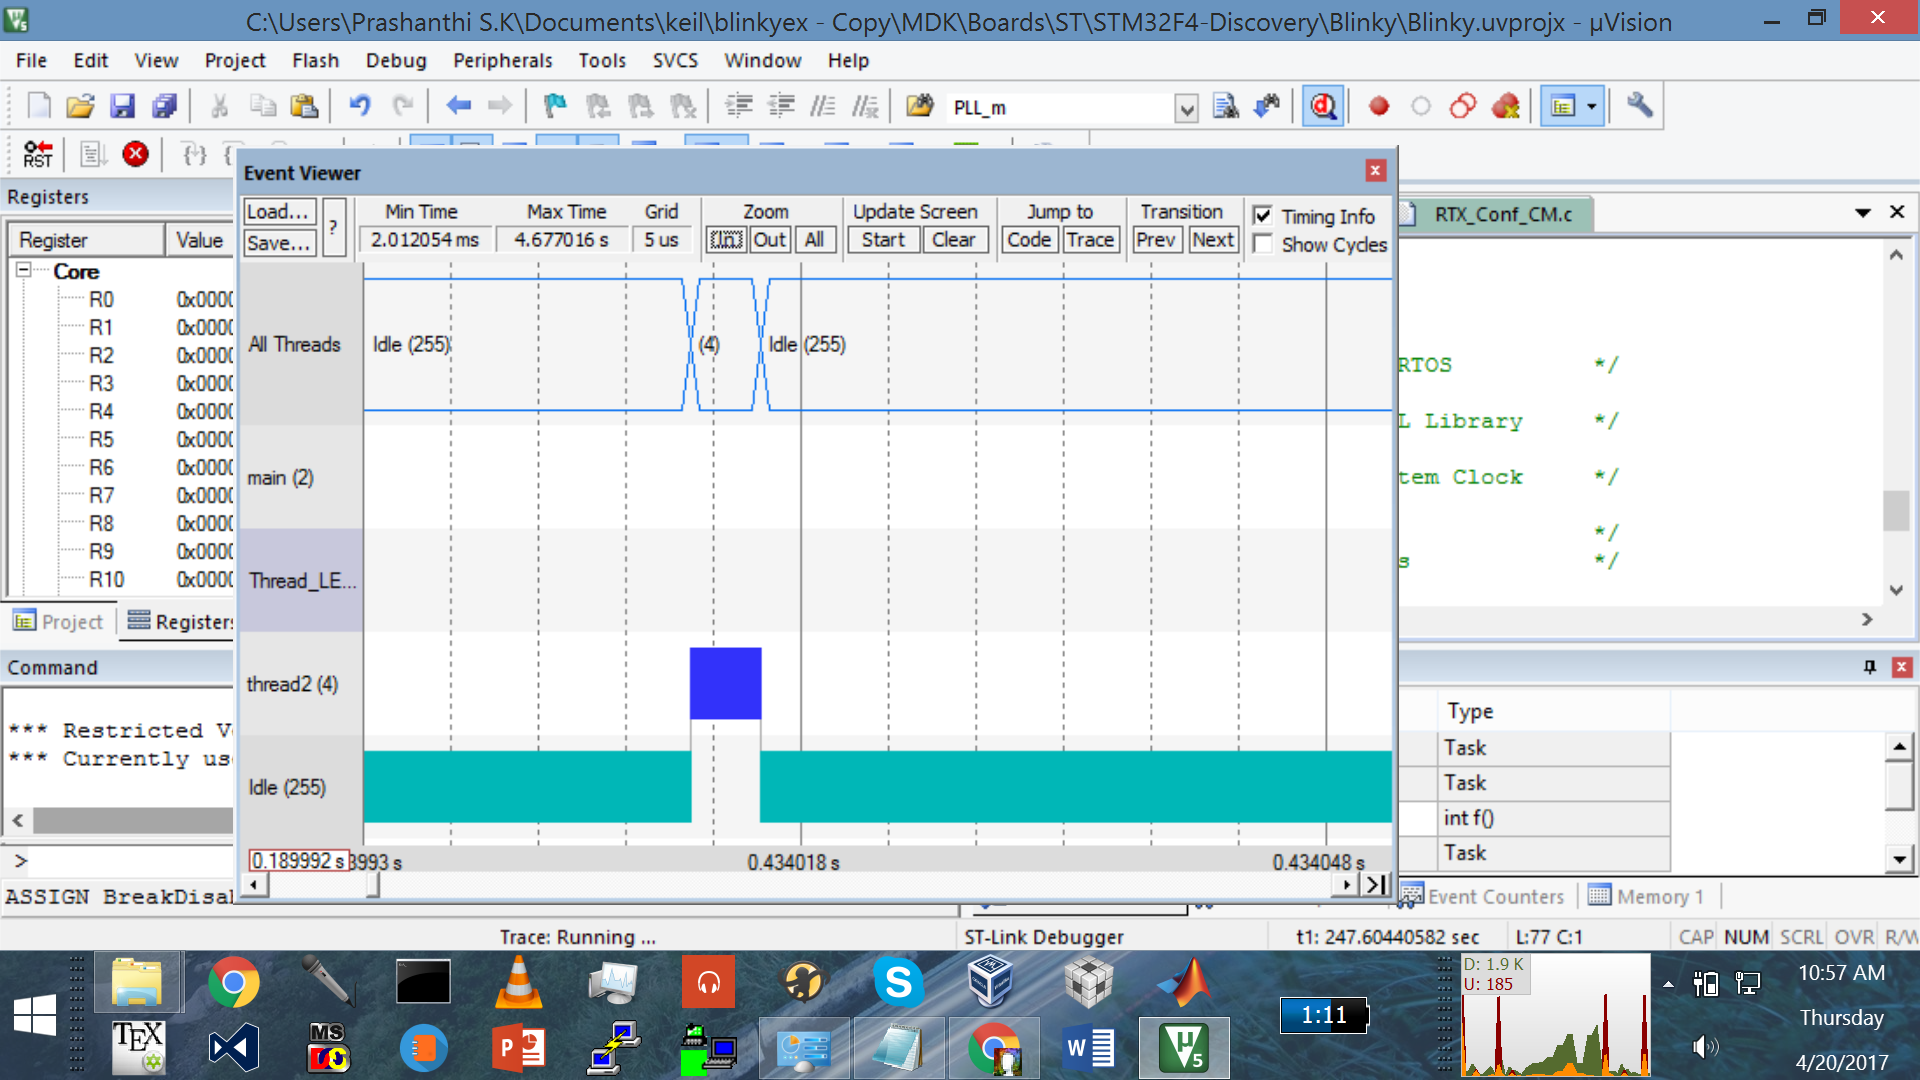 C:\Users\Prashanthi S.K\Documents\keil\blinkyex - Copy\MDK\Boards\ST\STM32F4-Discovery\Blinky\Blinky.uvprojx - µVision
File Edit View Project Flash Debug Peripherals Tools SVCS Window Help
PLL_m
RST
Event Viewer
Load... ? Min Time Max Time Grid Zoom Update Screen Jump to Transition Timing Info
Save... 2.012054 ms 4.677016 s 5 us In Out All Start Clear Code Trace Prev Next Show Cycles
Registers
Register Value
Core
R0 0x0000
R1 0x0000
R2 0x0000
R3 0x0000
R4 0x0000
R5 0x0000
R6 0x0000
R7 0x0000
R8 0x0000
R9 0x0000
R10 0x0000
Project Registers
All Threads Idle (255) (4) Idle (255)
main (2)
Thread_LE...
thread2 (4)
Idle (255)
0.189992 s 3993 s 0.434018 s 0.434048 s
RTX_Conf_CM.c
RTOS */
L Library */
tem Clock */
*/
s */
Command
*** Restricted V
*** Currently us
>
ASSIGN BreakDisa
Type
Task
Task
int f()
Task
Event Counters Memory 1
Trace: Running ... ST-Link Debugger t1: 247.60440582 sec L:77 C:1 CAP NUM SCRL OVR R/W
D: 1.9 K
U: 185
1:11
10:57 AM
Thursday
4/20/2017
TEX
MS
DOS
P
S
W
µ5